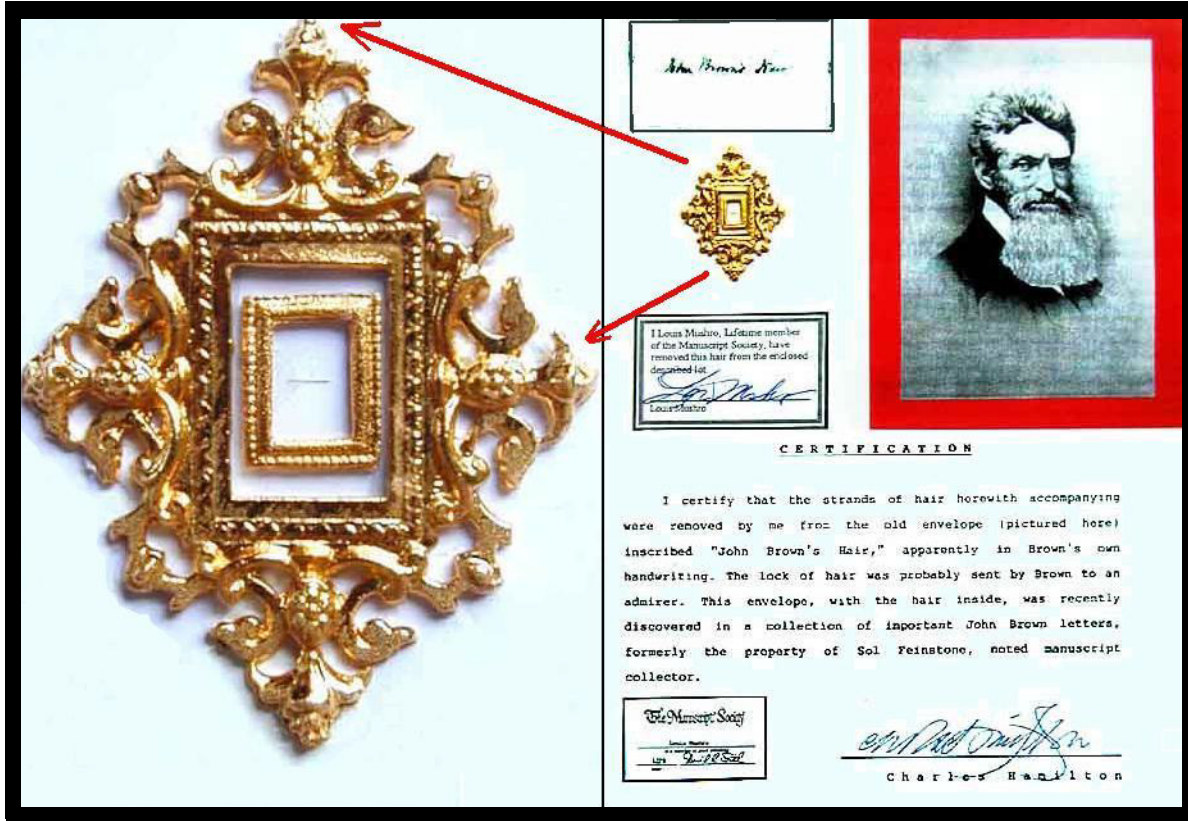 John Brown's Hair
I Louis Mushro, Lifetime member
of the Manuscript Society, have
removed this hair from the enclosed
described lot
Louis Mushro
CERTIFICATION
I certify that the strands of hair herewith accompanying
were removed by me from the old envelope (pictured here)
inscribed "John Brown's Hair," apparently in Brown's own
handwriting. The lock of hair was probably sent by Brown to an
admirer. This envelope, with the hair inside, was recently
discovered in a collection of important John Brown letters,
formerly the property of Sol Feinstone, noted manuscript
collector.
The Manuscript Society
Louis Mushro
LIFE
Charles Hamilton